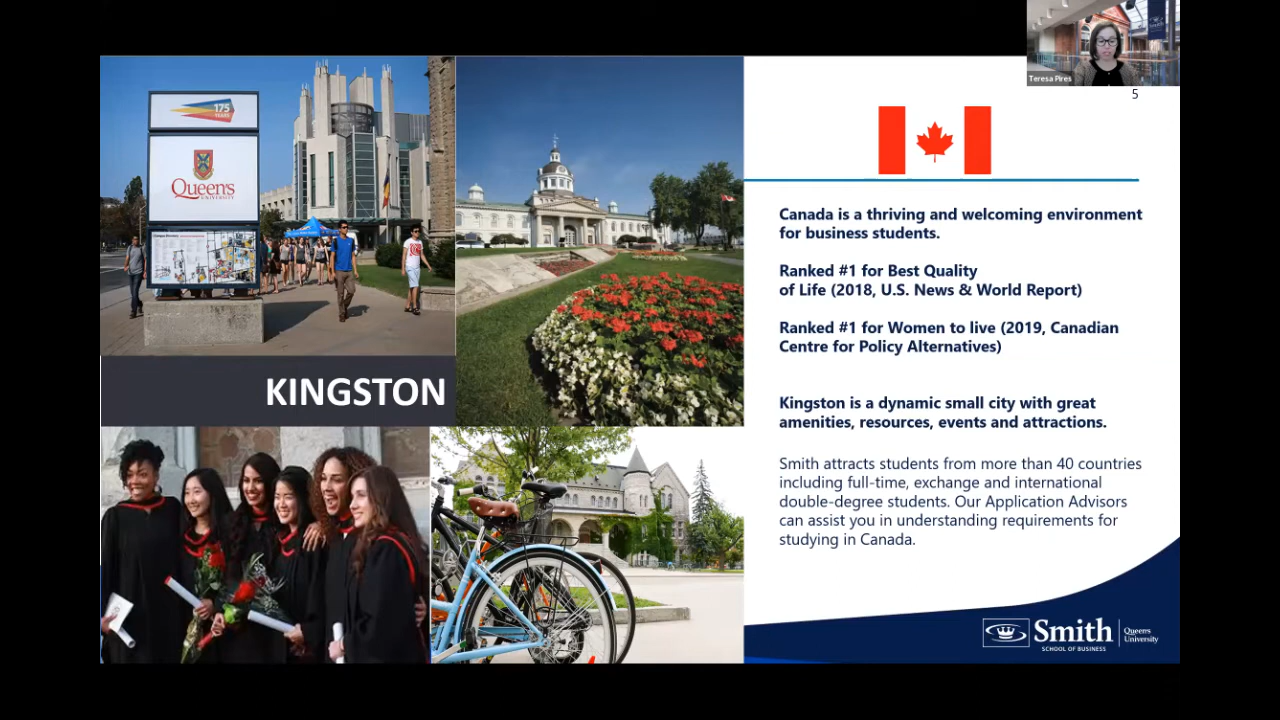 Teresa Pires
5
175
YEARS
Queen's
UNIVERSITY
KINGSTON
Canada is a thriving and welcoming environment
for business students.
Ranked #1 for Best Quality
of Life (2018, U.S. News & World Report)
Ranked #1 for Women to live (2019, Canadian
Centre for Policy Alternatives)
Kingston is a dynamic small city with great
amenities, resources, events and attractions.
Smith attracts students from more than 40 countries
including full-time, exchange and international
double-degree students. Our Application Advisors
can assist you in understanding requirements for
studying in Canada.
Smith
SCHOOL OF BUSINESS
Queen's
University
Smith